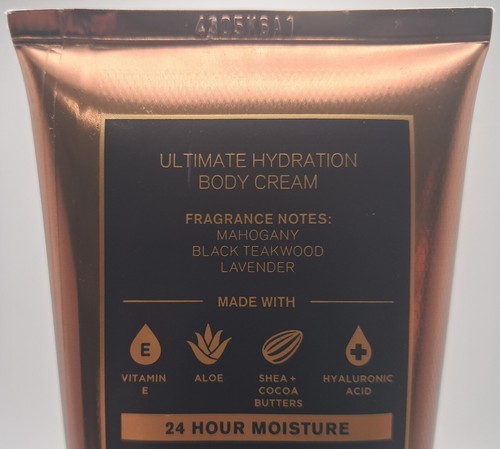 ULTIMATE HYDRATION
BODY CREAM
FRAGRANCE NOTES:
MAHOGANY
BLACK TEAKWOOD
LAVENDER
MADE WITH
E
VITAMIN
E
ALOE
SHEA +
COCOA
BUTTERS
HYALURONIC
ACID
24 HOUR MOISTURE